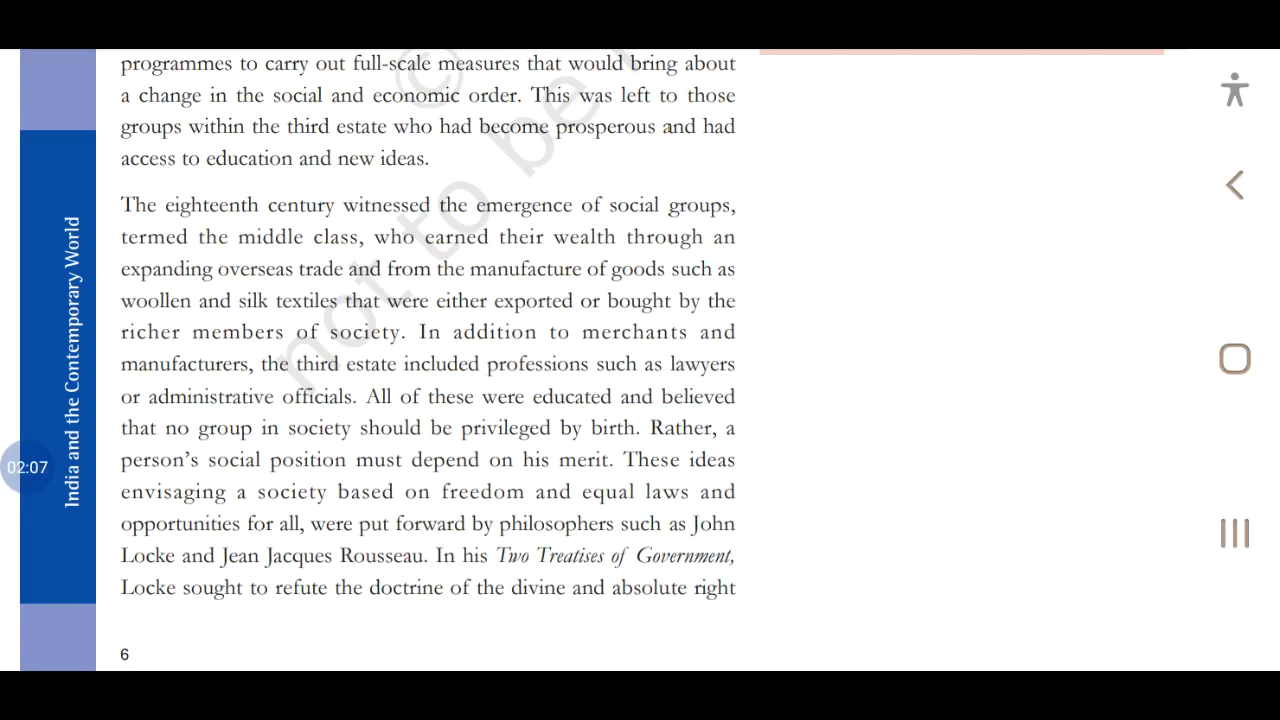 programmes to carry out full-scale measures that would bring about
a change in the social and economic order. This was left to those
groups within the third estate who had become prosperous and had
access to education and new ideas.
The eighteenth century witnessed the emergence of social groups,
termed the middle class, who earned their wealth through an
expanding overseas trade and from the manufacture of goods such as
woollen and silk textiles that were either exported or bought by the
richer members of society. In addition to merchants and
manufacturers, the third estate included professions such as lawyers
or administrative officials. All of these were educated and believed
that no group in society should be privileged by birth. Rather, a
person's social position must depend on his merit. These ideas
envisaging a society based on freedom and equal laws and
opportunities for all, were put forward by philosophers such as John
Locke and Jean Jacques Rousseau. In his Two Treatises of Government,
Locke sought to refute the doctrine of the divine and absolute right
6
India and the Contemporary World
02:07
©
not to be